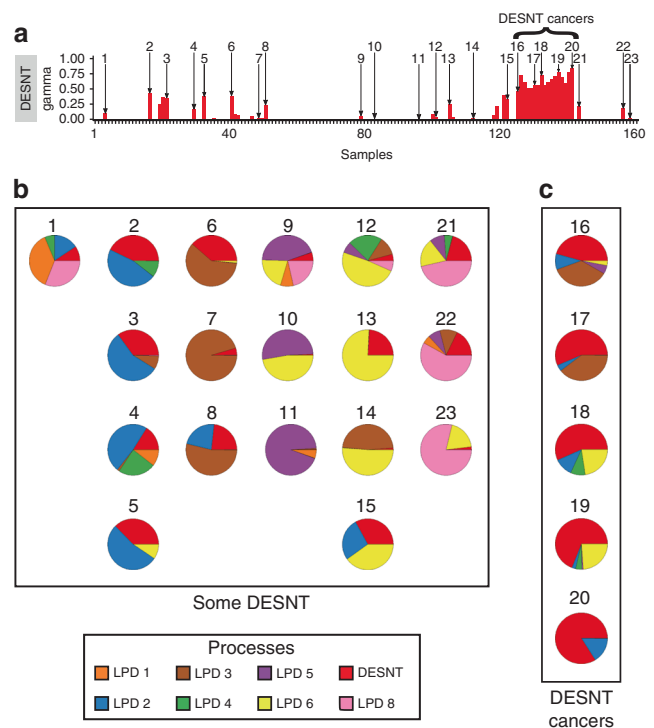 DESNT cancers
a
2 4 6 8 10 12 14 16 18 20 22
1 3 5 7 9 11 13 15 17 19 21 23
DESNT
gamma
1.00
0.75
0.50
0.25
0.00
1 40 80 120 160
Samples
b
c
1 2 6 9 12 21
16
3 7 10 13 22
17
4 8 11 14 23
18
5 15
19
20
Some DESNT
DESNT
cancers
Processes
LPD 1 LPD 3 LPD 5 DESNT
LPD 2 LPD 4 LPD 6 LPD 8